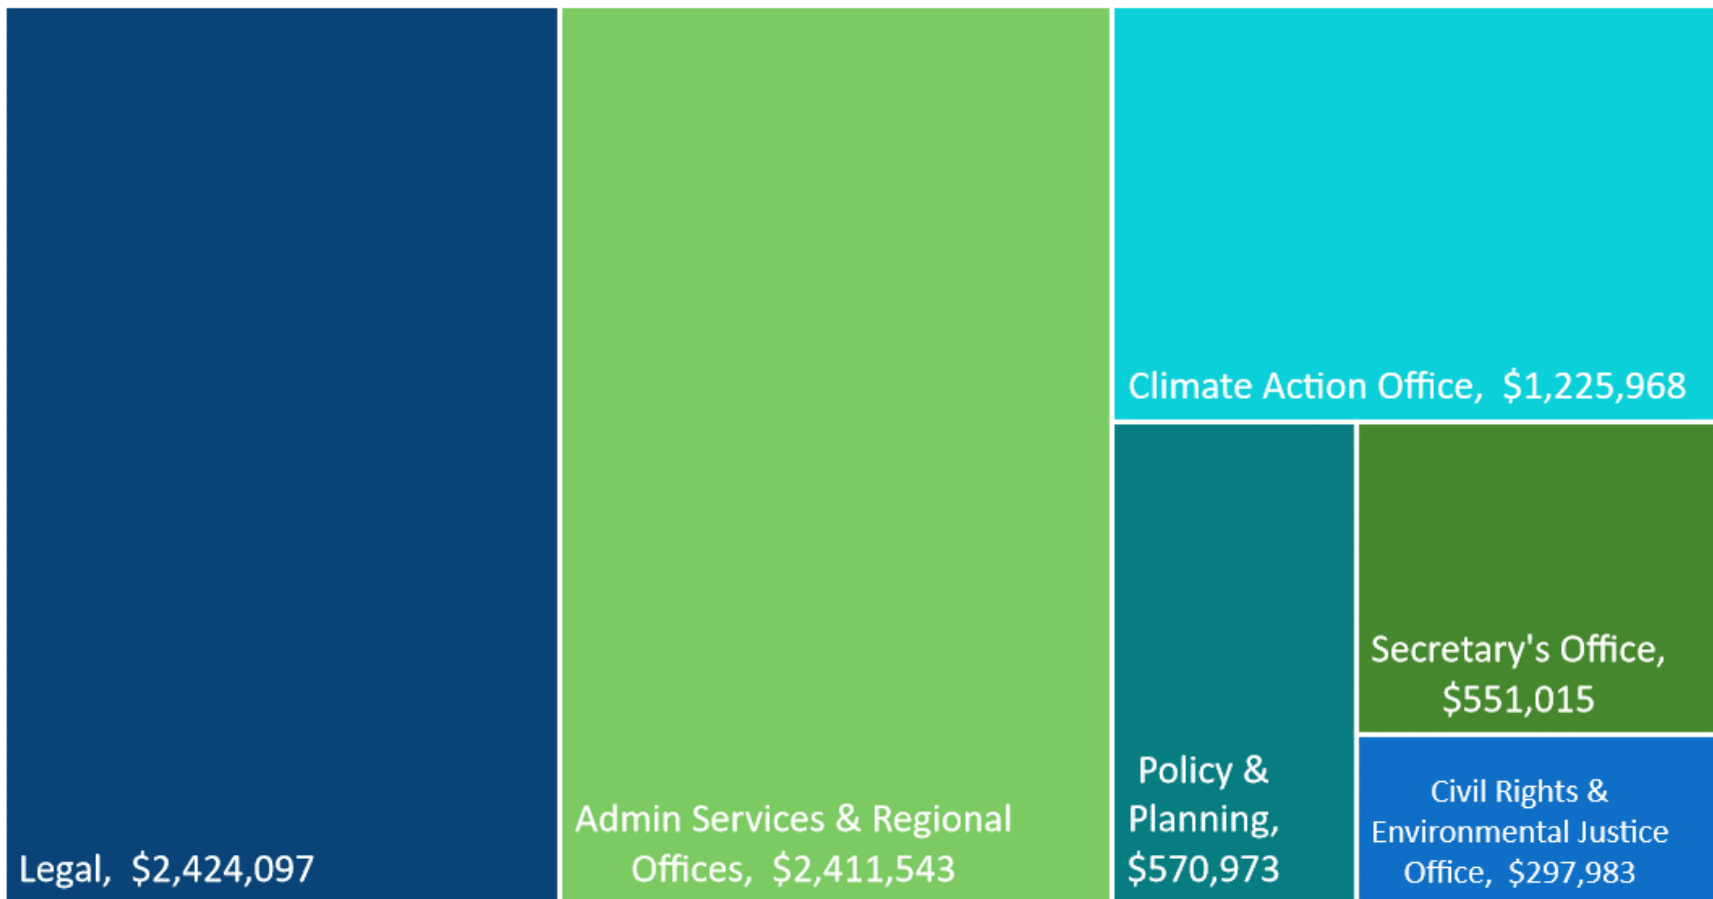 Legal,  $2,424,097
Admin Services & Regional
Offices,  $2,411,543
Climate Action Office,  $1,225,968
Policy &
Planning,
$570,973
Secretary's Office,
$551,015
Civil Rights &
Environmental Justice
Office,  $297,983